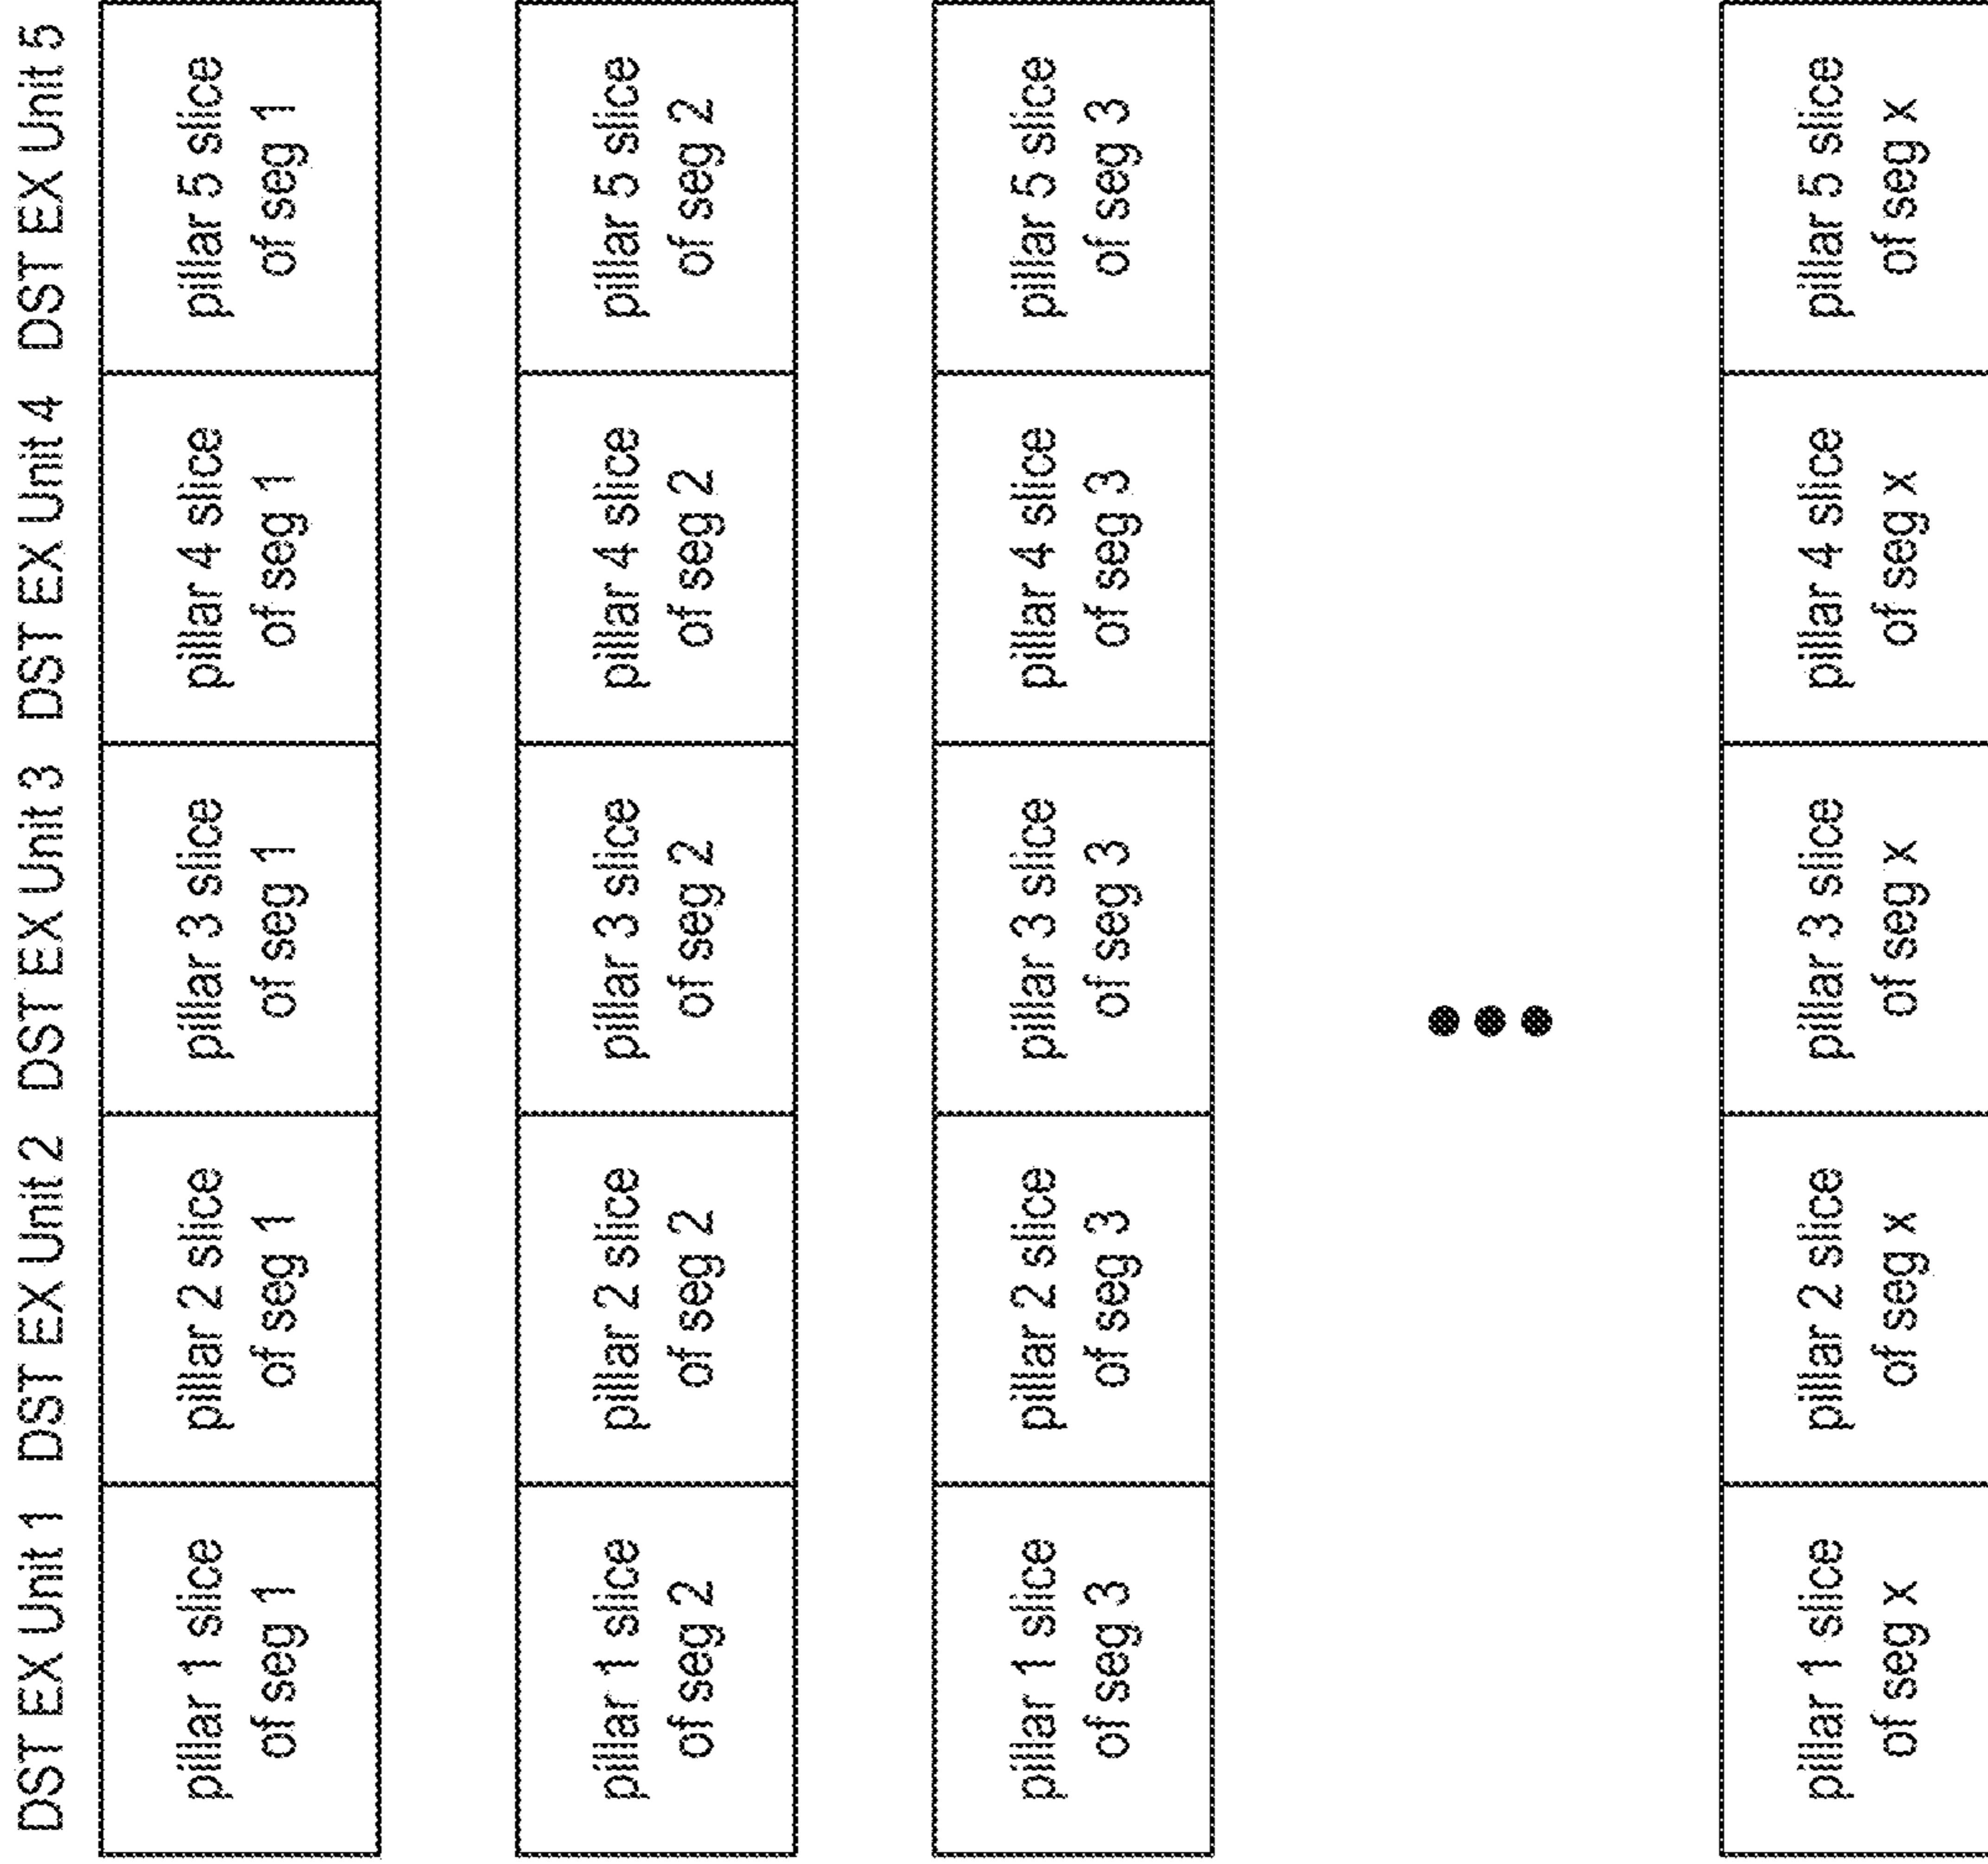 DST EX Unit 1 DST EX Unit 2 DST EX Unit 3 DST EX Unit 4 DST EX Unit 5
pillar 1 slice
of seg 1
pillar 2 slice
of seg 1
pillar 3 slice
of seg 1
pillar 4 slice
of seg 1
pillar 5 slice
of seg 1
pillar 1 slice
of seg 2
pillar 2 slice
of seg 2
pillar 3 slice
of seg 2
pillar 4 slice
of seg 2
pillar 5 slice
of seg 2
pillar 1 slice
of seg 3
pillar 2 slice
of seg 3
pillar 3 slice
of seg 3
pillar 4 slice
of seg 3
pillar 5 slice
of seg 3
pillar 1 slice
of seg x
pillar 2 slice
of seg x
pillar 3 slice
of seg x
pillar 4 slice
of seg x
pillar 5 slice
of seg x